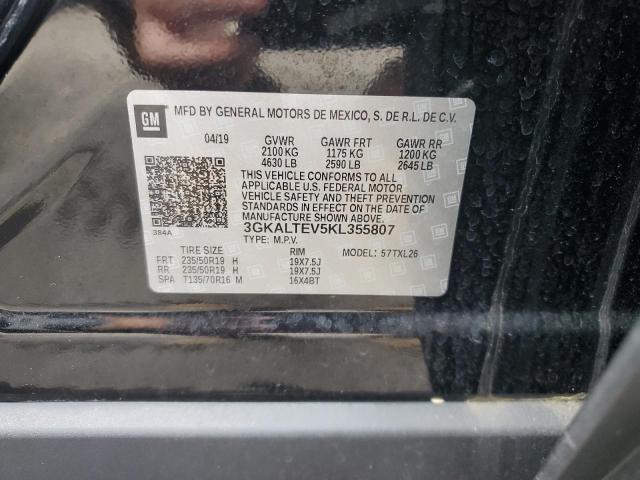 GM
MFD BY GENERAL MOTORS DE MEXICO, S. DE R.L. DE C.V.
04/19 GVWR GAWR FRT GAWR RR
2100 KG 1175 KG 1200 KG
4630 LB 2590 LB 2645 LB
THIS VEHICLE CONFORMS TO ALL
APPLICABLE U.S. FEDERAL MOTOR
VEHICLE SAFETY AND THEFT PREVENTION
STANDARDS IN EFFECT ON THE DATE OF
MANUFACTURE SHOWN ABOVE.
384A 3GKALTEV5KL355807
TYPE: M.P.V. MODEL: 57TXL26
TIRE SIZE RIM
FRT 235/50R19 H 19X7.5J
RR 235/50R19 H 19X7.5J
SPA T135/70R16 M 16X4BT